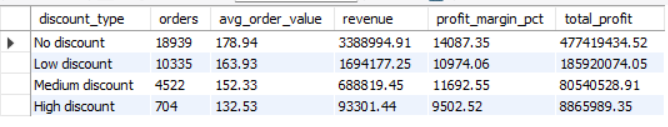 discount_type orders avg_order_value revenue profit_margin_pct total_profit
No discount 18939 178.94 3388994.91 14087.35 477419434.52
Low discount 10335 163.93 1694177.25 10974.06 185920074.05
Medium discount 4522 152.33 688819.45 11692.55 80540528.91
High discount 704 132.53 93301.44 9502.52 8865989.35